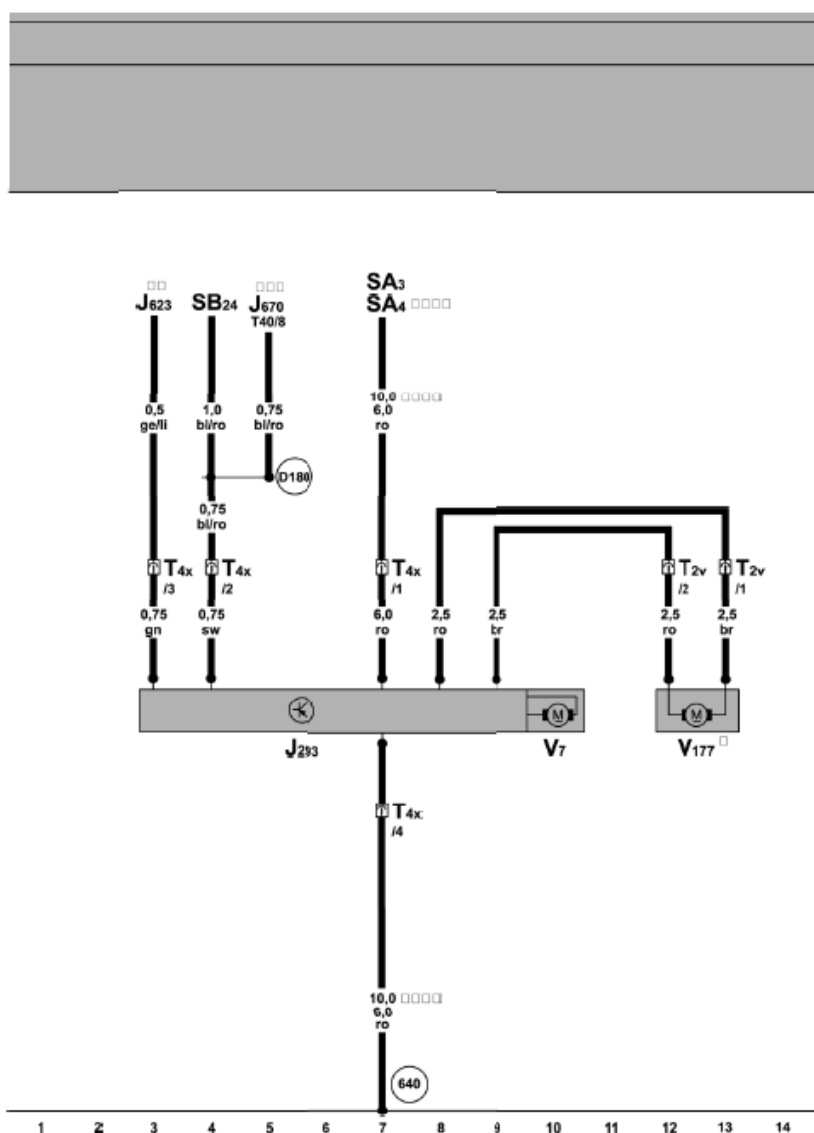 J623 SB24 J670
T40/8
SA3
SA4
10,0
6,0
ro
0,5
ge/li
1,0
bl/ro
0,75
bl/ro
D180
0,75
bl/ro
T4x
/3
T4x
/2
T4x
/1
T2v
/2
T2v
/1
0,75
gn
0,75
sw
6,0
ro
2,5
ro
2,5
br
2,5
ro
2,5
br
M
M
J293
V7
V177
T4x
/4
10,0
6,0
ro
640
1 2 3 4 5 6 7 8 9 10 11 12 13 14